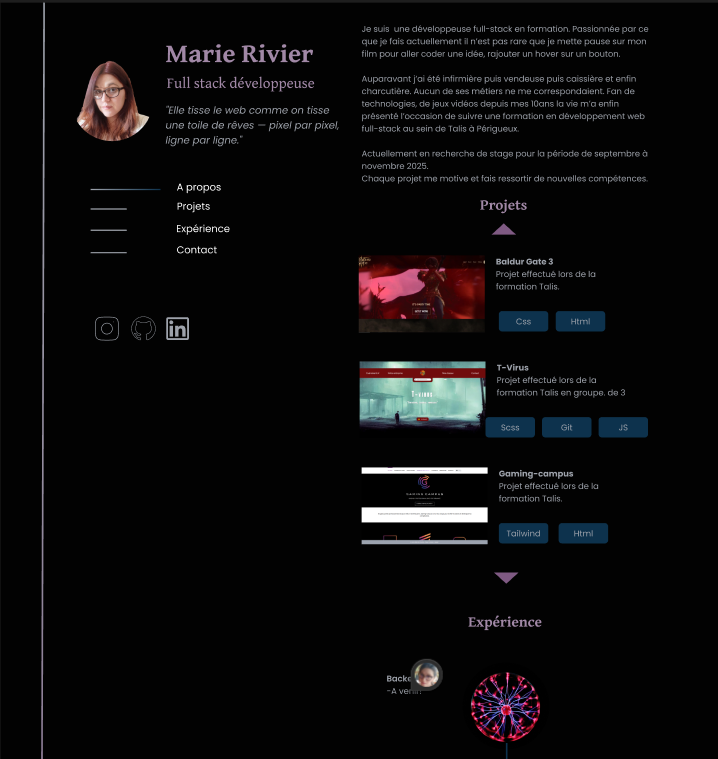 Marie Rivier
Full stack développeuse
"Elle tisse le web comme on tisse
une toile de rêves — pixel par pixel,
ligne par ligne."
A propos
Projets
Expérience
Contact
in
Je suis une développeuse full-stack en formation. Passionnée par ce
que je fais actuellement il n'est pas rare que je mette pause sur mon
film pour aller coder une idée, rajouter un hover sur un bouton.
Auparavant j'ai été infirmière puis vendeuse puis caissière et enfin
charcutière. Aucun de ses métiers ne me correspondaient. Fan de
technologies, de jeux vidéos depuis mes 10ans la vie m'a enfin
présenté l'occasion de suivre une formation en développement web
full-stack au sein de Talis à Périgueux.
Actuellement en recherche de stage pour la période de septembre à
novembre 2025.
Chaque projet me motive et fais ressortir de nouvelles compétences.
Projets
Baldur Gate 3
Projet effectué lors de la
formation Talis.
Css
Html
T-Virus
Projet effectué lors de la
formation Talis en groupe. de 3
T-VIRUS
Scss
Git
JS
Gaming-campus
Projet effectué lors de la
formation Talis.
GAMING CAMPUS
Tailwind
Html
Expérience
-A venir